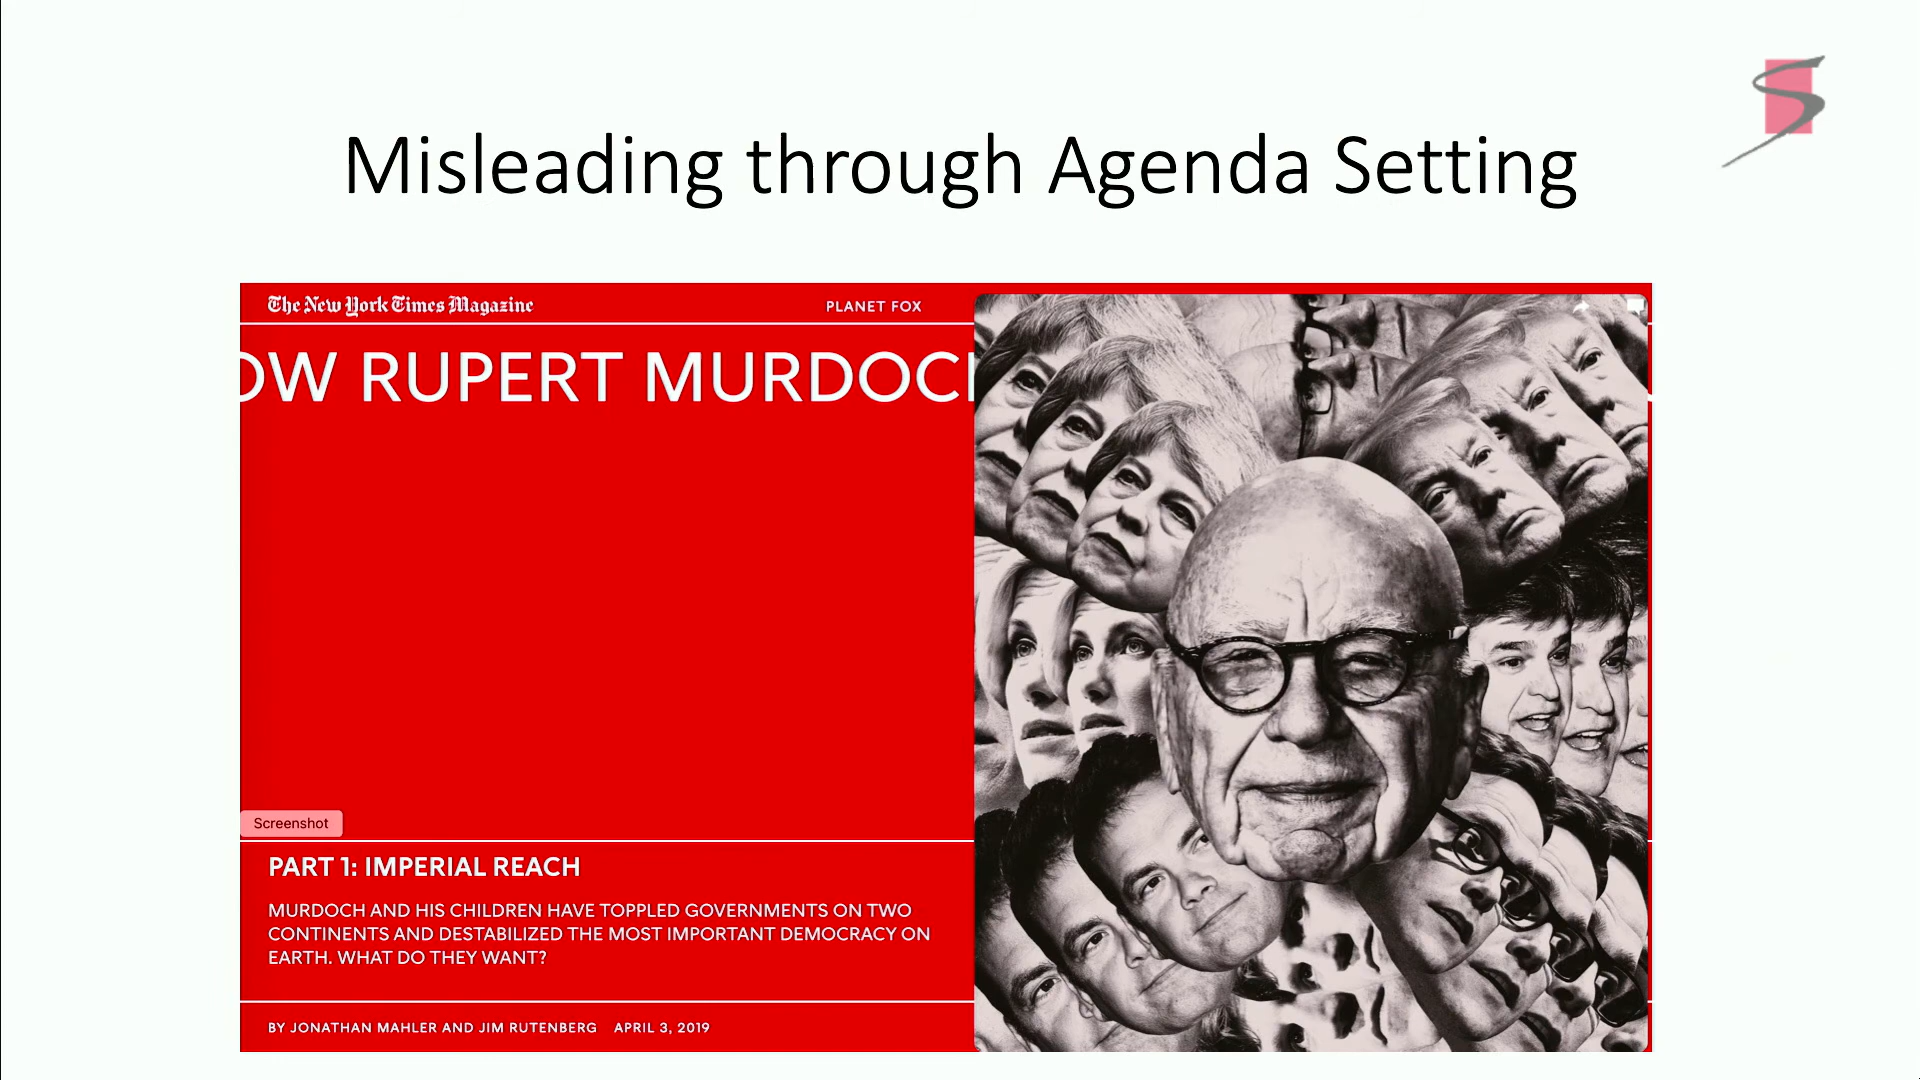 Misleading through Agenda Setting
The New York Times Magazine
PLANET FOX
OW RUPERT MURDOCH
Screenshot
PART 1: IMPERIAL REACH
MURDOCH AND HIS CHILDREN HAVE TOPPLED GOVERNMENTS ON TWO
CONTINENTS AND DESTABILIZED THE MOST IMPORTANT DEMOCRACY ON
EARTH. WHAT DO THEY WANT?
BY JONATHAN MAHLER AND JIM RUTENBERG APRIL 3, 2019